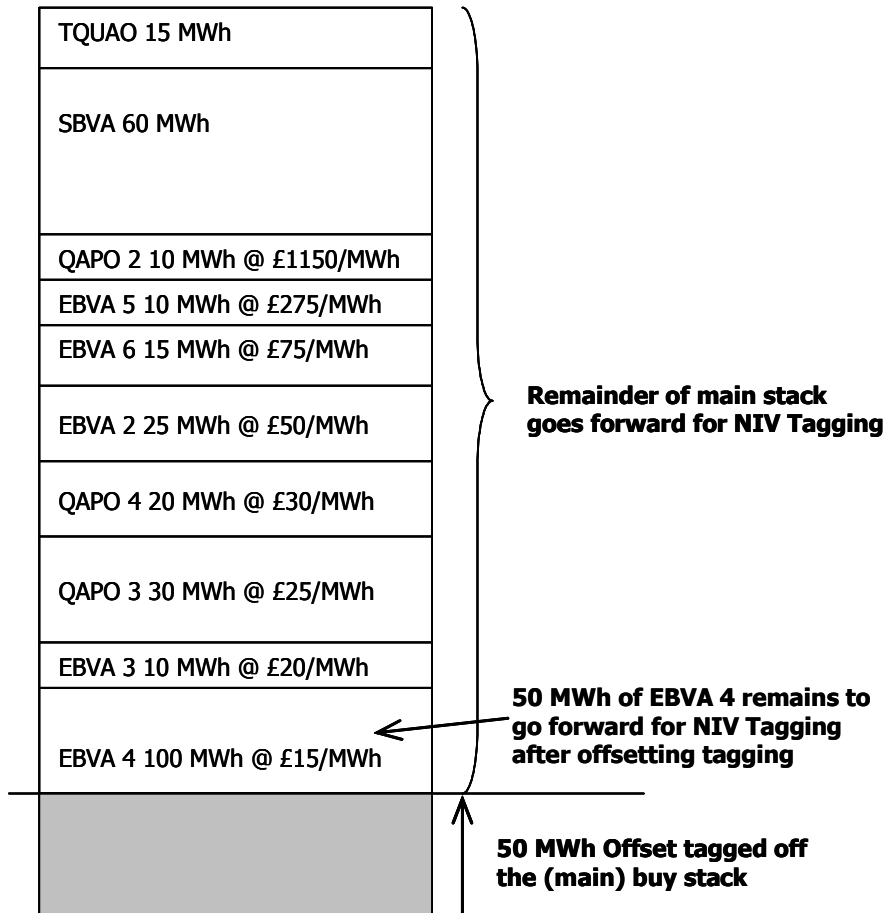 TQUAO 15 MWh
SBVA 60 MWh
QAPO 2 10 MWh @ £1150/MWh
EBVA 5 10 MWh @ £275/MWh
EBVA 6 15 MWh @ £75/MWh
EBVA 2 25 MWh @ £50/MWh
QAPO 4 20 MWh @ £30/MWh
QAPO 3 30 MWh @ £25/MWh
EBVA 3 10 MWh @ £20/MWh
EBVA 4 100 MWh @ £15/MWh
Remainder of main stack
goes forward for NIV Tagging
50 MWh of EBVA 4 remains to
go forward for NIV Tagging
after offsetting tagging
50 MWh Offset tagged off
the (main) buy stack